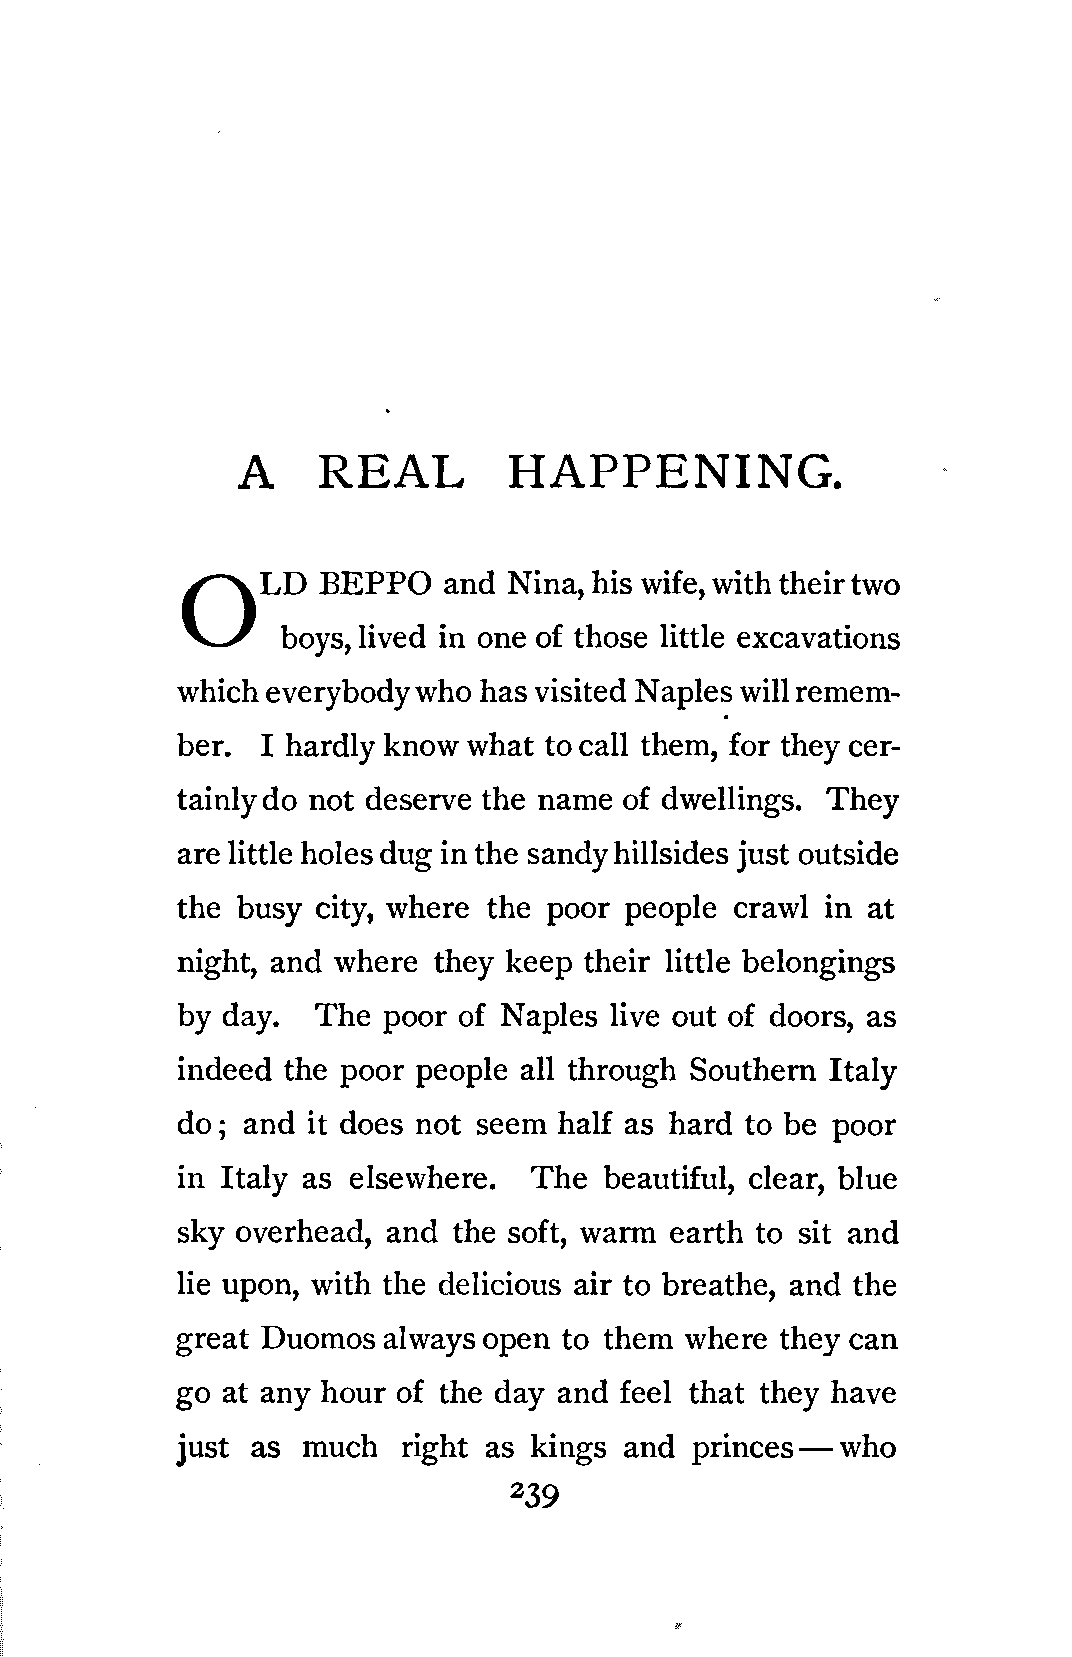 A REAL HAPPENING.
OLD BEPPO and Nina, his wife, with their two
boys, lived in one of those little excavations
which everybody who has visited Naples will remem-
ber. I hardly know what to call them, for they cer-
tainly do not deserve the name of dwellings. They
are little holes dug in the sandy hillsides just outside
the busy city, where the poor people crawl in at
night, and where they keep their little belongings
by day. The poor of Naples live out of doors, as
indeed the poor people all through Southern Italy
do; and it does not seem half as hard to be poor
in Italy as elsewhere. The beautiful, clear, blue
sky overhead, and the soft, warm earth to sit and
lie upon, with the delicious air to breathe, and the
great Duomos always open to them where they can
go at any hour of the day and feel that they have
just as much right as kings and princes—who
239